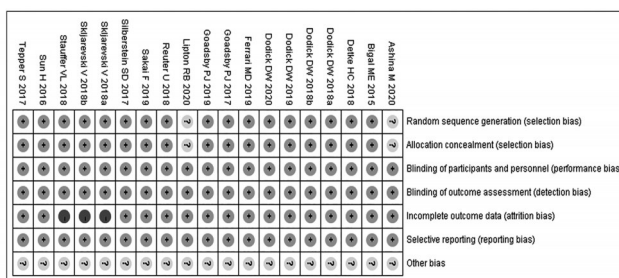 Tepper S 2017
Sun H 2016
Stauffer VL 2018
Skljarevski V 2018b
Skljarevski V 2018a
Silberstein SD 2017
Sakai F 2019
Reuter U 2018
Lipton RB 2020
Goadsby PJ 2019
Goadsby PJ 2017
Ferrari MD 2019
Dodick DW 2020
Dodick DW 2019
Dodick DW 2018b
Dodick DW 2018a
Detke HC 2018
Bigal ME 2015
Ashina M 2020
+ + + + + + + + ? + + + + + + + + + ? Random sequence generation (selection bias)
+ + + + + + + + ? + + + + + + + + + ? Allocation concealment (selection bias)
+ + + + + + + + + + + + + + + + + + + Blinding of participants and personnel (performance bias
+ + + + + + + + + + + + + + + + + + + Blinding of outcome assessment (detection bias)
+ + - - - + + + + + + + + + + + + + + Incomplete outcome data (attrition bias)
+ + + + + + + + + + + + + + + + + + + Selective reporting (reporting bias)
? ? ? ? ? ? ? ? ? ? ? ? ? ? ? ? ? ? ? Other bias